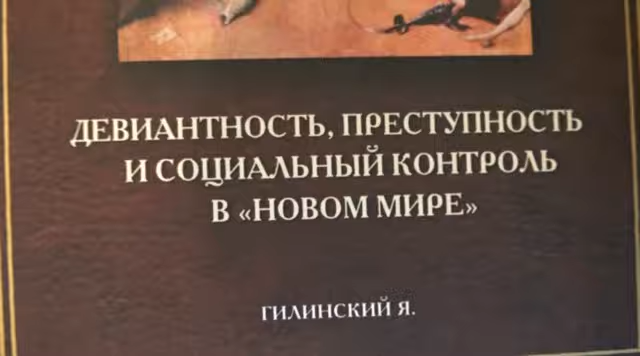 ДЕВИАНТНОСТЬ, ПРЕСТУПНОСТЬ
И СОЦИАЛЬНЫЙ КОНТРОЛЬ
В «НОВОМ МИРЕ»
ГИЛИНСКИЙ Я.